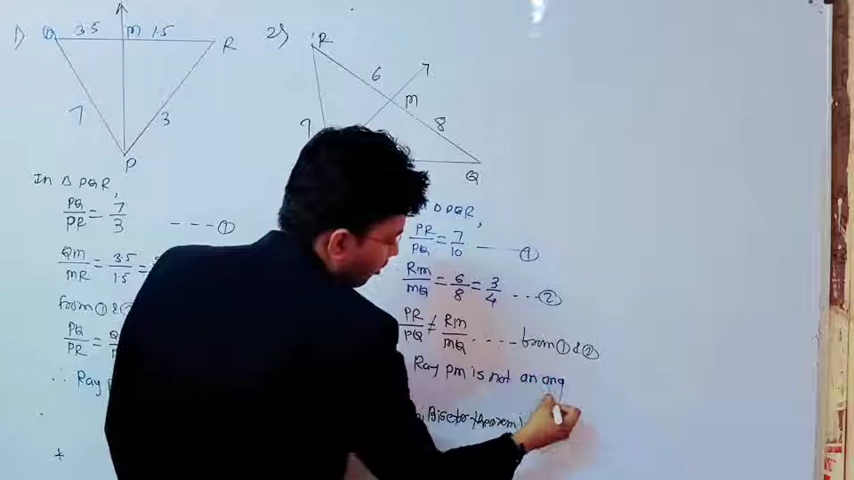 1) Q 3.5 M 1.5 R
7 3
P
In △ PQR,
PQ/PR = 7/3 ---- ①
QM/MR = 3.5/1.5 =
from ① &
PQ/PR =
∴ Ray
2) R
6
M
7 8
Q
△ PQR,
PR/PQ = 7/10 ---- ①
RM/MQ = 6/8 = 3/4 ... ②
PR/PQ ≠ RM/MQ .... from ① & ②
Ray PM is not an ang
Bisector theorem